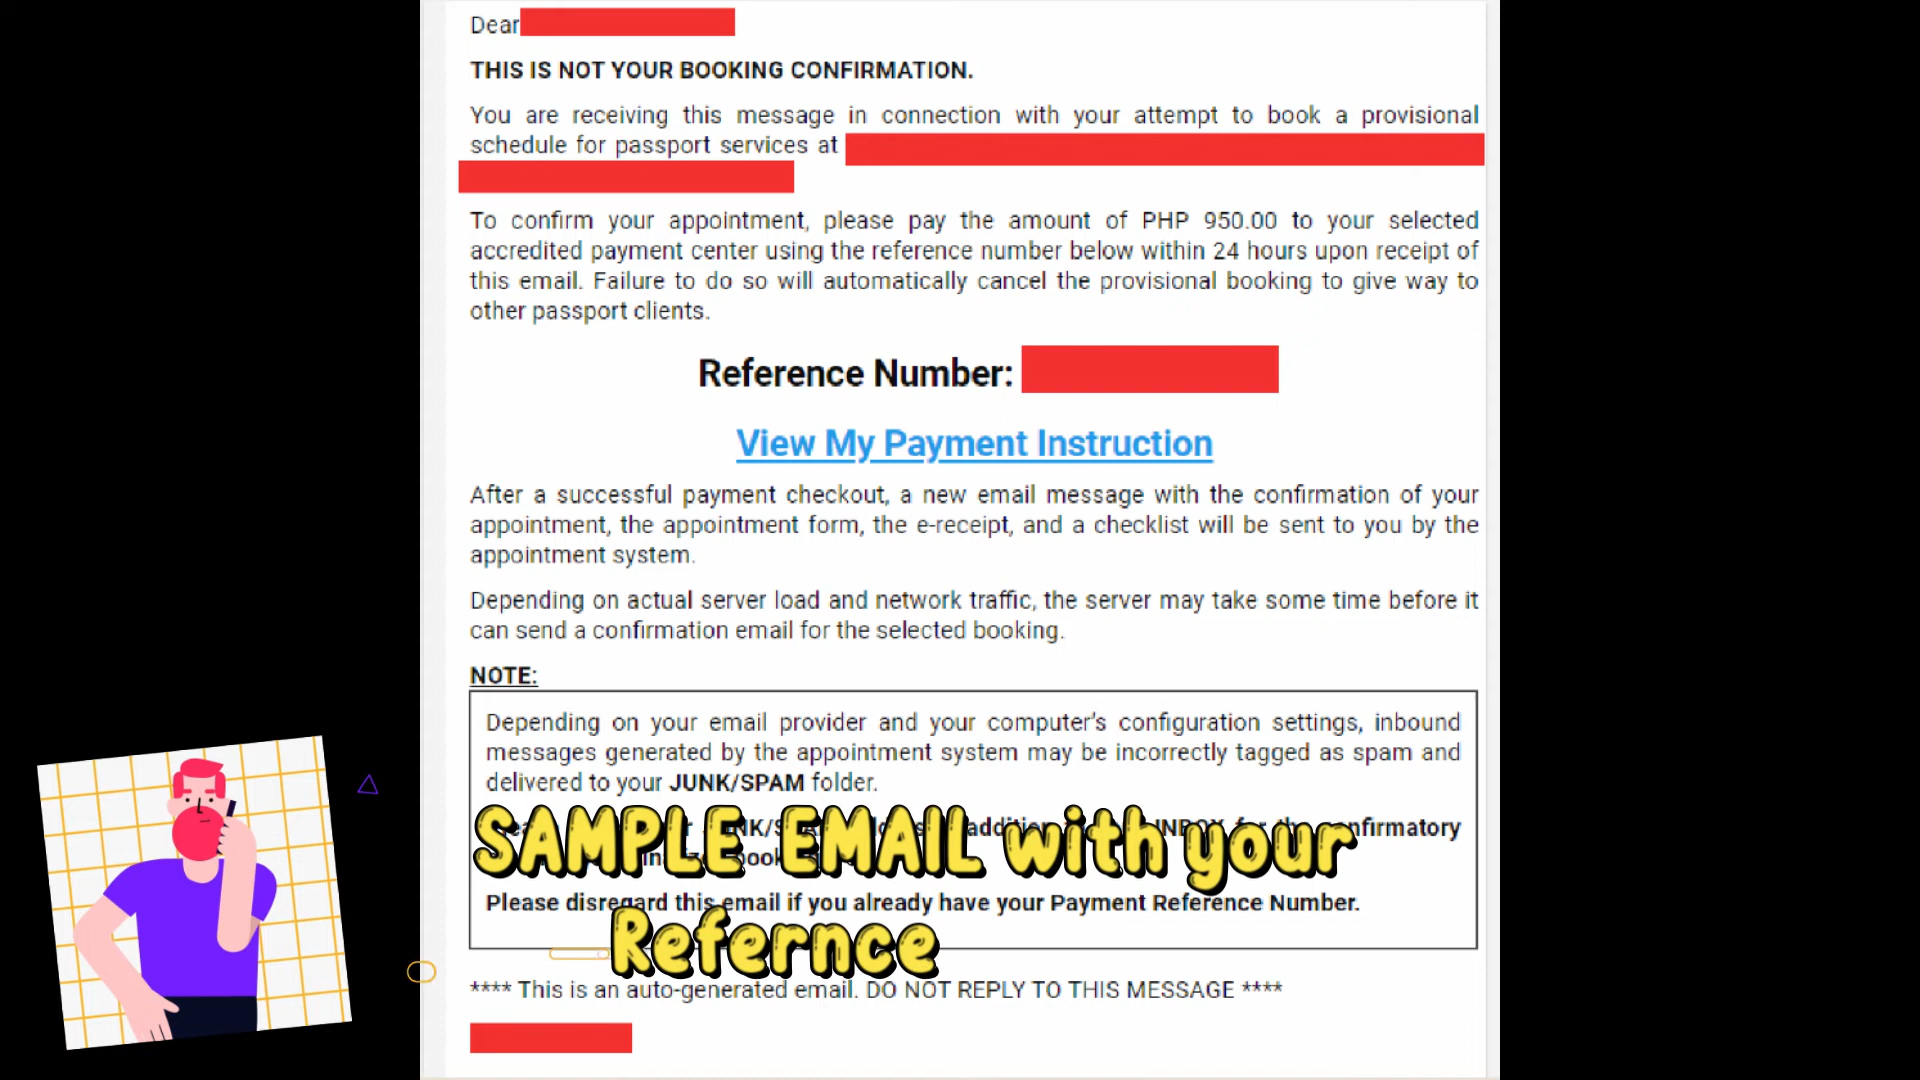 Dear
THIS IS NOT YOUR BOOKING CONFIRMATION.
You are receiving this message in connection with your attempt to book a provisional
schedule for passport services at
To confirm your appointment, please pay the amount of PHP 950.00 to your selected
accredited payment center using the reference number below within 24 hours upon receipt of
this email. Failure to do so will automatically cancel the provisional booking to give way to
other passport clients.
Reference Number:
View My Payment Instruction
After a successful payment checkout, a new email message with the confirmation of your
appointment, the appointment form, the e-receipt, and a checklist will be sent to you by the
appointment system.
Depending on actual server load and network traffic, the server may take some time before it
can send a confirmation email for the selected booking.
NOTE:
Depending on your email provider and your computer's configuration settings, inbound
messages generated by the appointment system may be incorrectly tagged as spam and
delivered to your JUNK/SPAM folder.
SAMPLE EMAIL with your
Please disregard this email if you already have your Payment Reference Number.
Refernce
**** This is an auto-generated email. DO NOT REPLY TO THIS MESSAGE ****